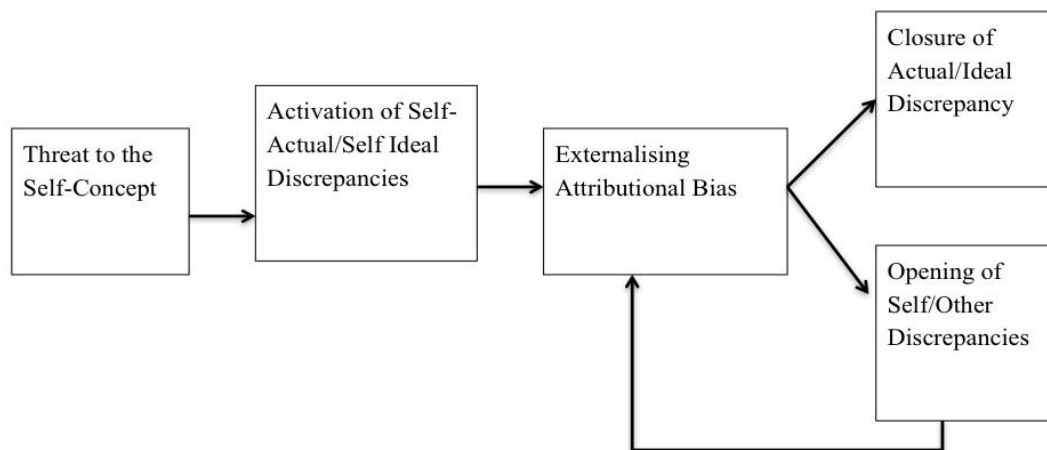 Threat to the
Self-Concept
Activation of Self-
Actual/Self Ideal
Discrepancies
Externalising
Attributional Bias
Closure of
Actual/Ideal
Discrepancy
Opening of
Self/Other
Discrepancies